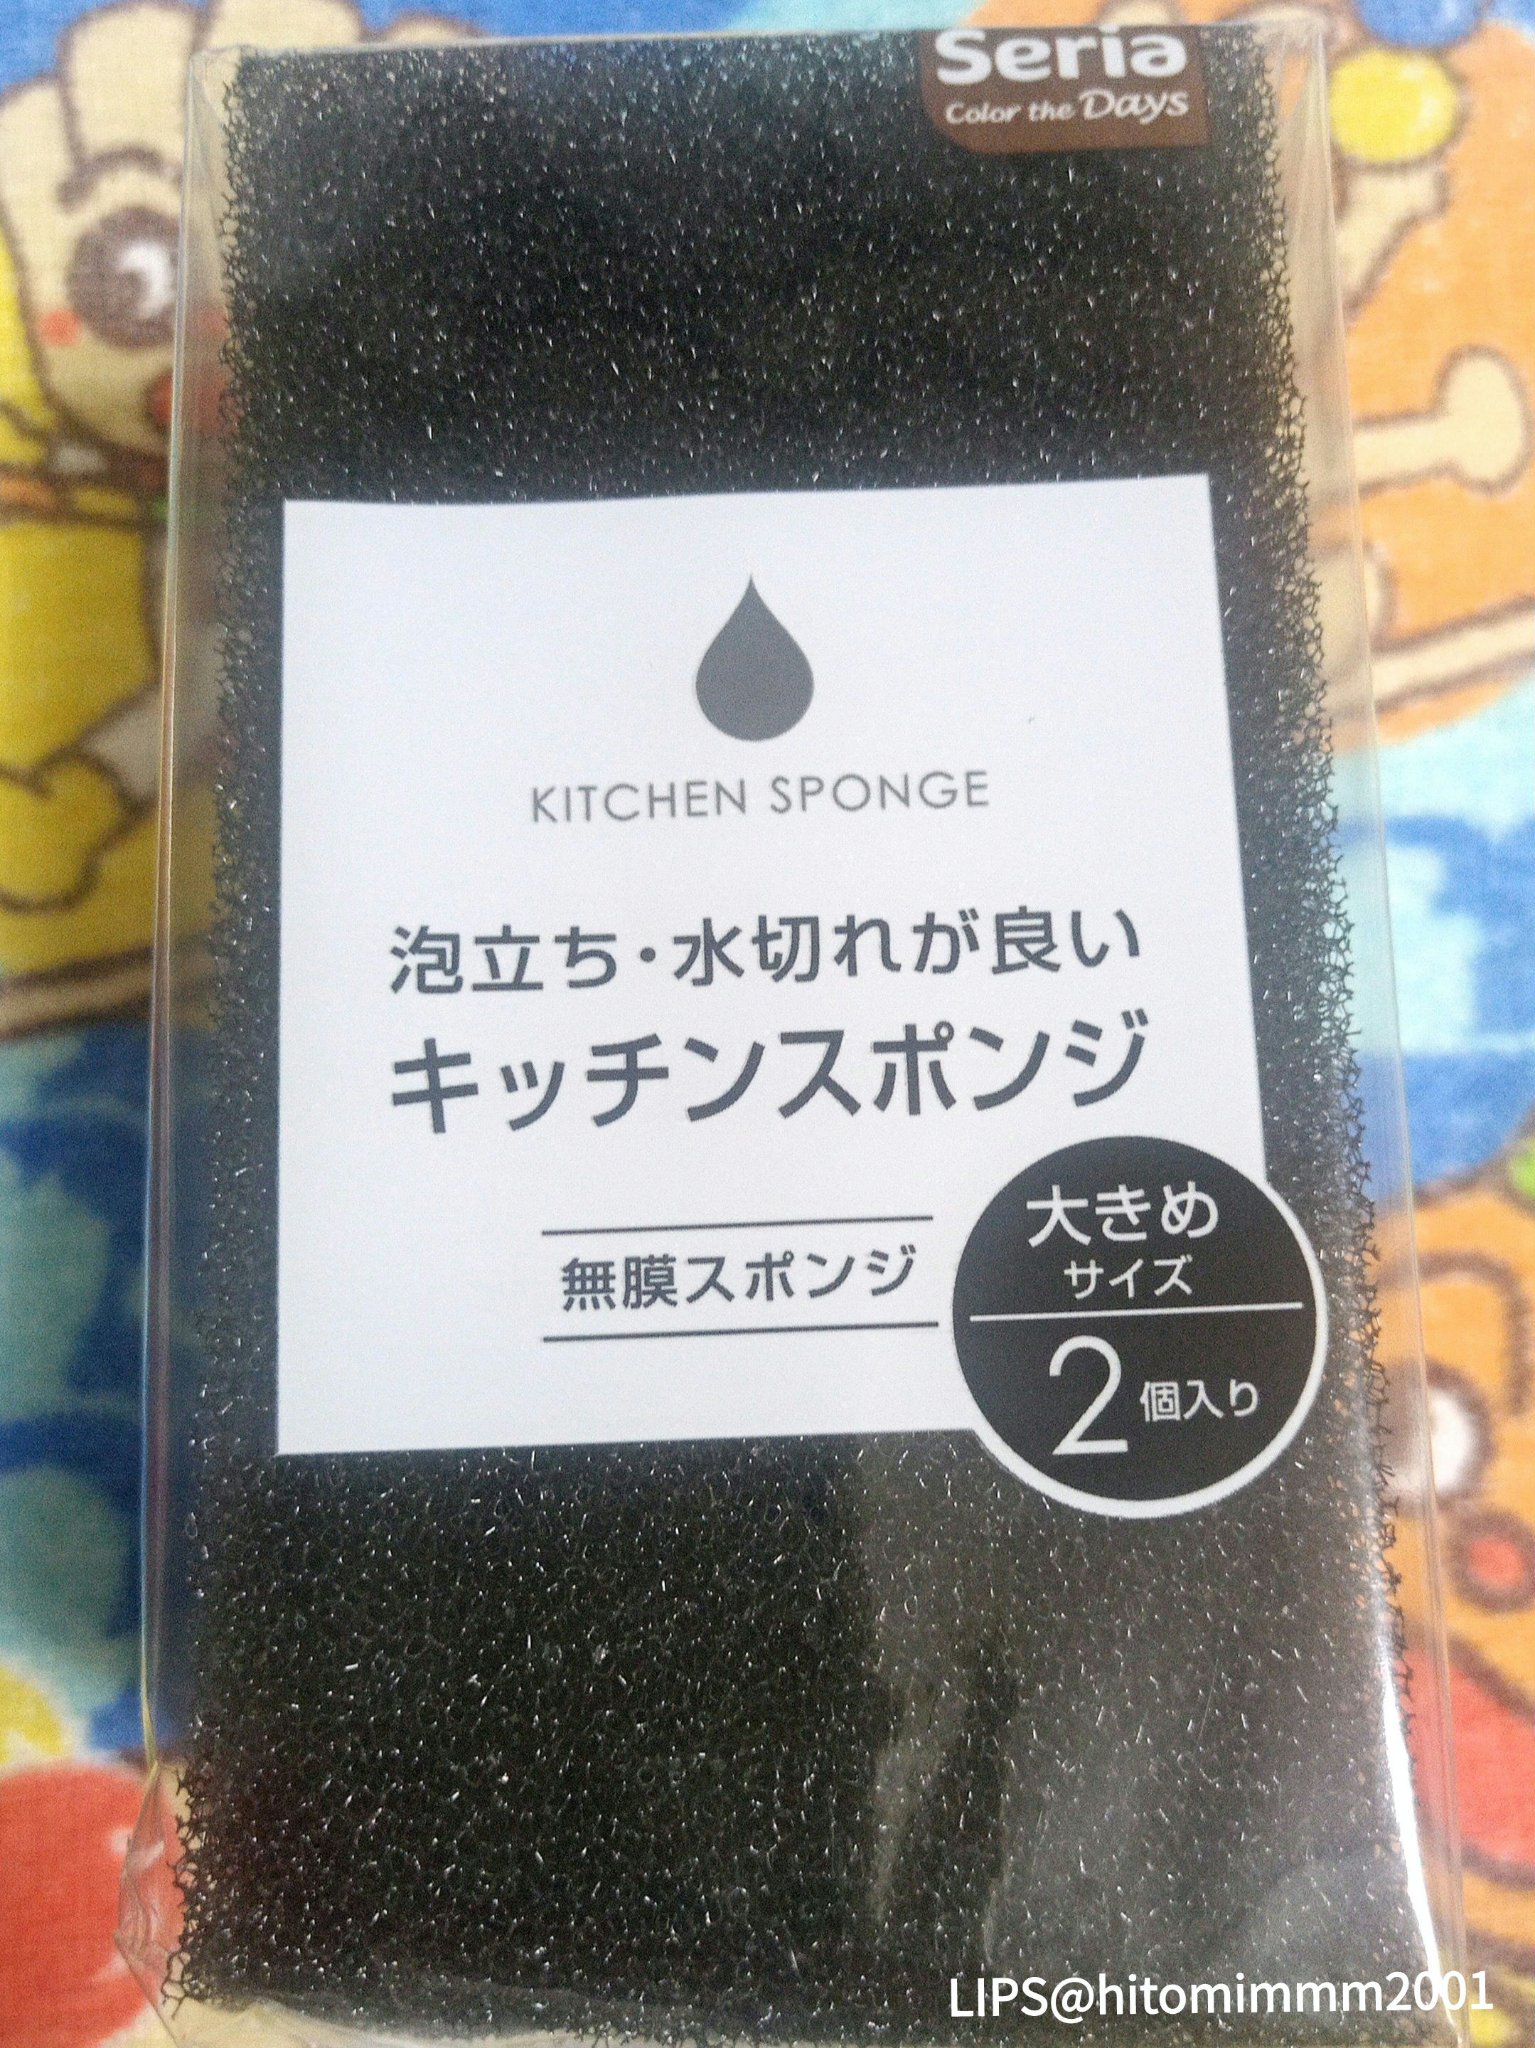 Seria
Color the Days
KITCHEN SPONGE
泡立ち・水切れが良い
キッチンスポンジ
無膜スポンジ
大きめ
サイズ
2個入り
LIPS@hitomimmm2001